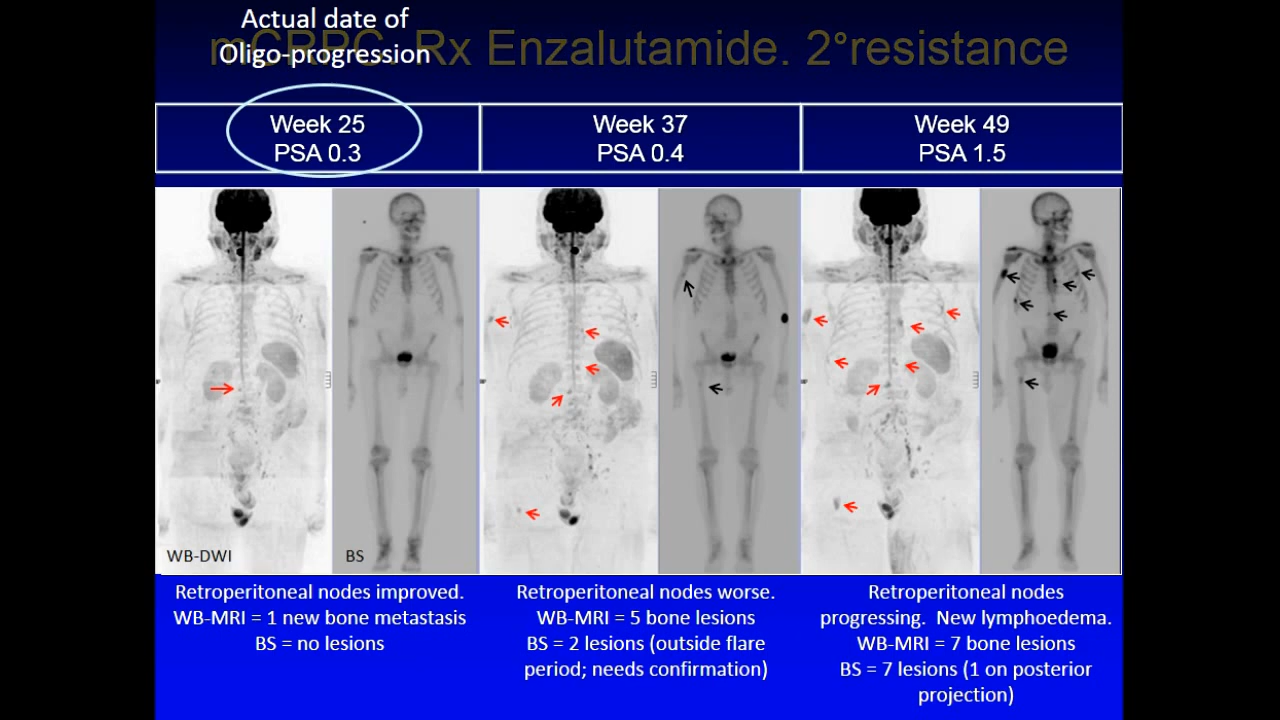 Actual date of
Oligo-progression
mCRPC. Rx Enzalutamide. 2°resistance
Week 25
PSA 0.3
Week 37
PSA 0.4
Week 49
PSA 1.5
WB-DWI
BS
Retroperitoneal nodes improved.
WB-MRI = 1 new bone metastasis
BS = no lesions
Retroperitoneal nodes worse.
WB-MRI = 5 bone lesions
BS = 2 lesions (outside flare
period; needs confirmation)
Retroperitoneal nodes
progressing.  New lymphoedema.
WB-MRI = 7 bone lesions
BS = 7 lesions (1 on posterior
projection)